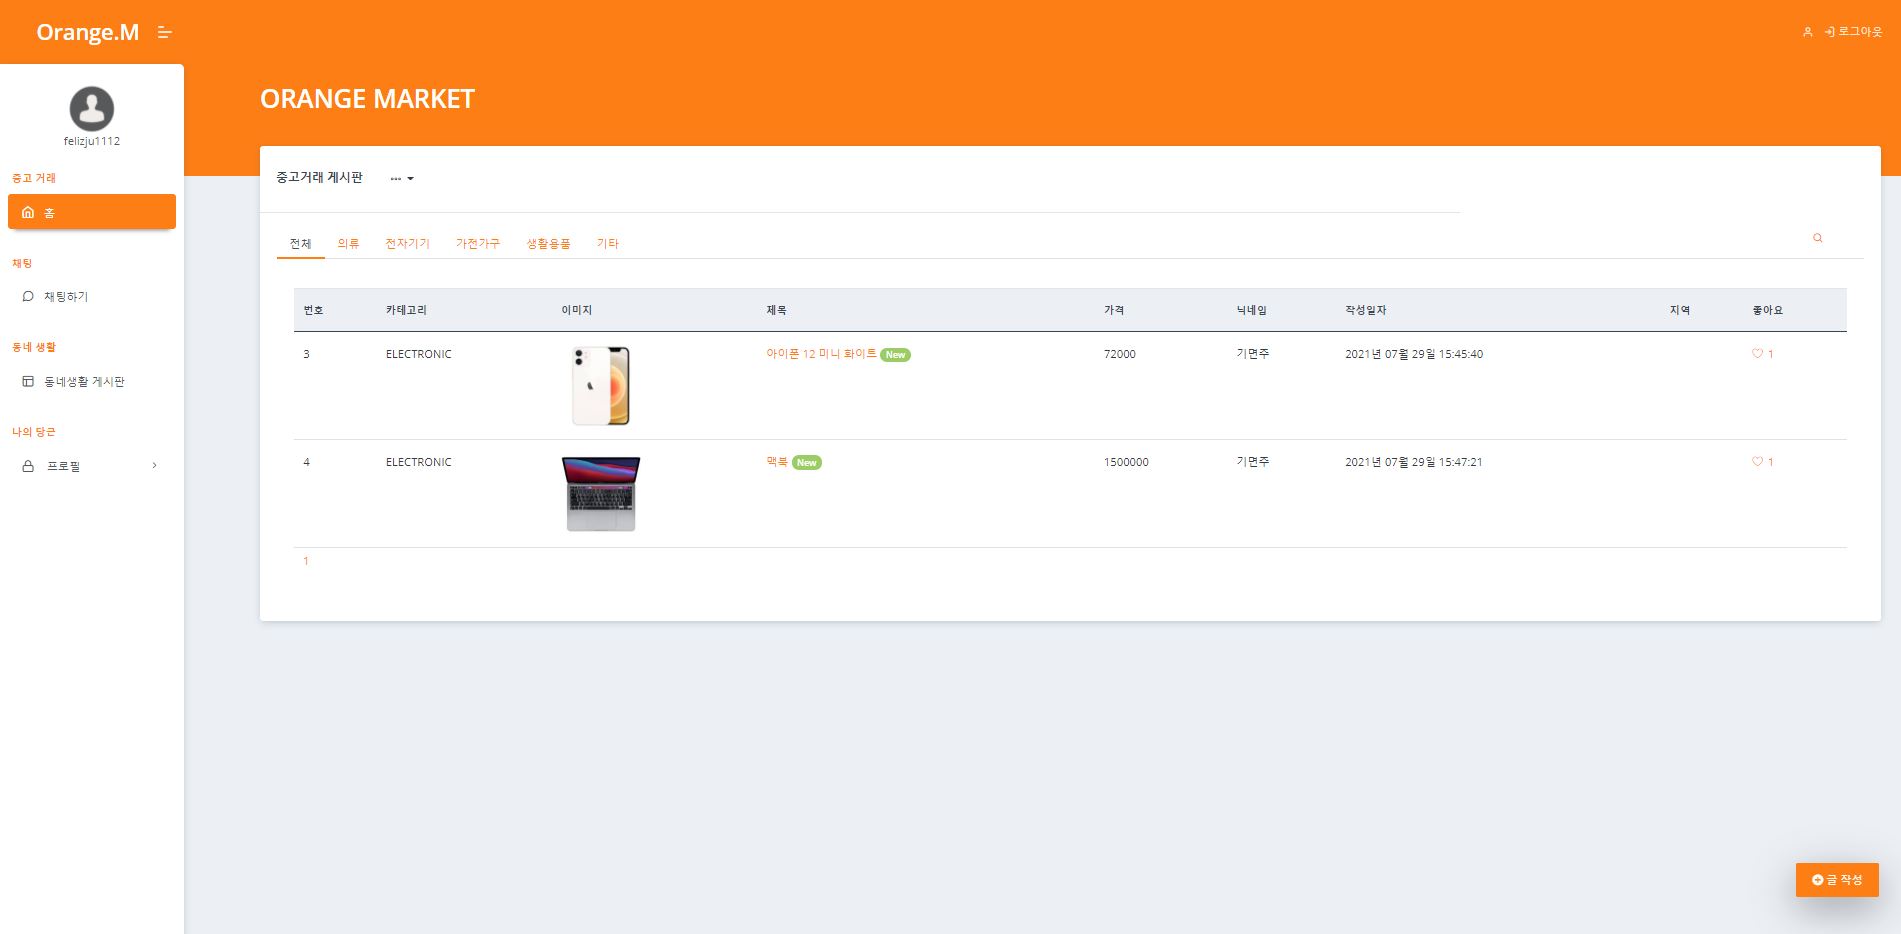 Orange.M
로그아웃
felizju1112
중고 거래
홈
채팅
채팅하기
동네 생활
동네생활 게시판
나의 당근
프로필
ORANGE MARKET
중고거래 게시판 ---
전체 의류 전자기기 가전가구 생활용품 기타
번호 카테고리 이미지 제목 가격 닉네임 작성일자 지역 좋아요
3 ELECTRONIC 아이폰 12 미니 화이트 New 72000 기면주 2021년 07월 29일 15:45:40 1
4 ELECTRONIC 맥북 New 1500000 기면주 2021년 07월 29일 15:47:21 1
1
글 작성